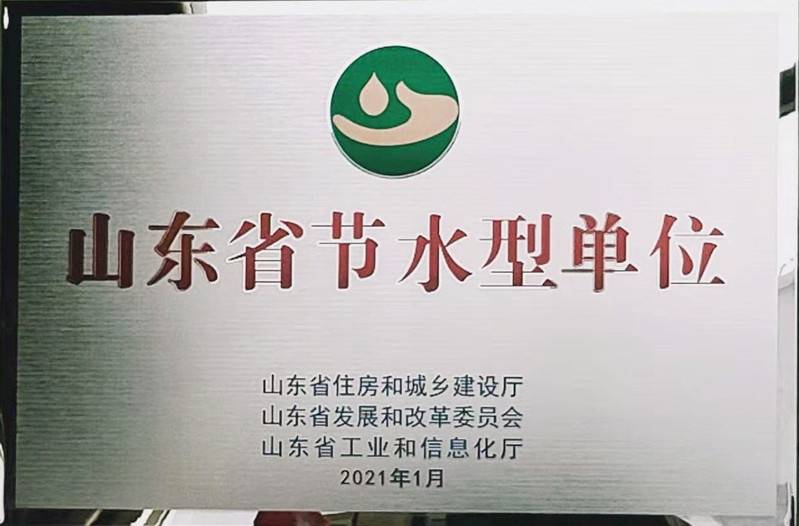 山东省节水型单位
山东省住房和城乡建设厅
山东省发展和改革委员会
山东省工业和信息化厅
2021年1月